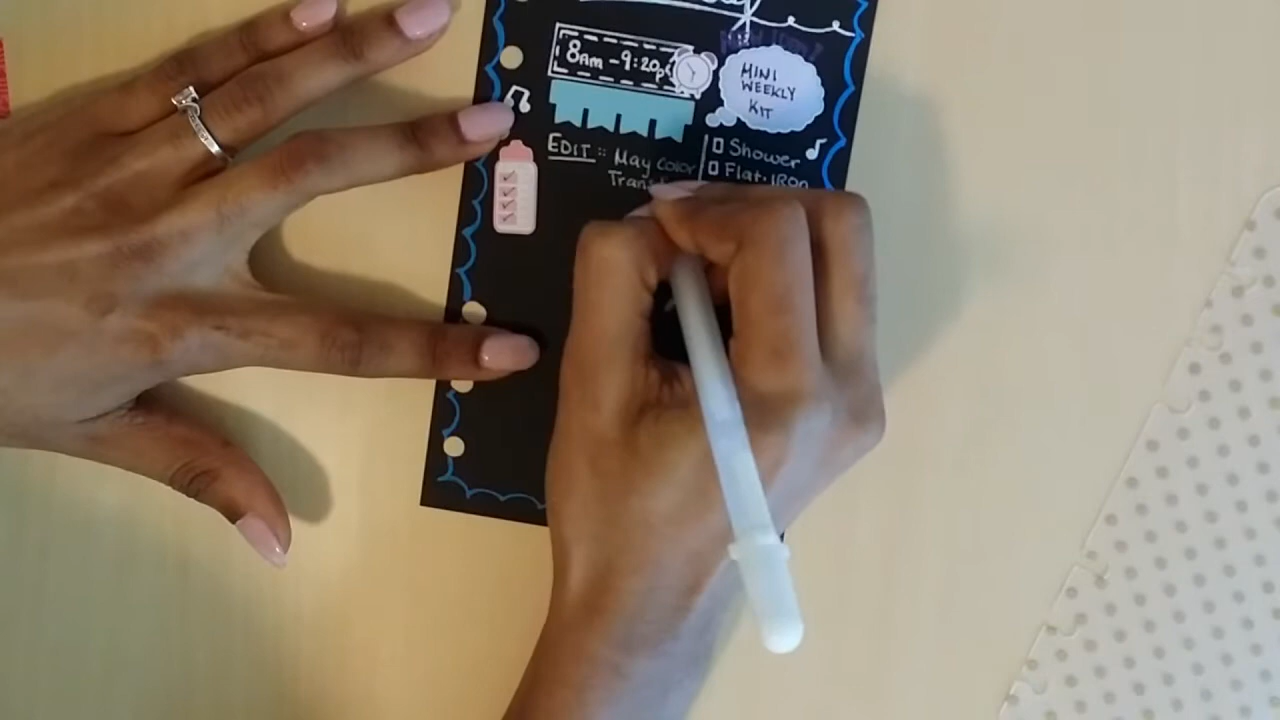 8AM - 9:20P
MINI
WEEKLY
KIT
EDIT :: May Color
Shower
Flat-IRON